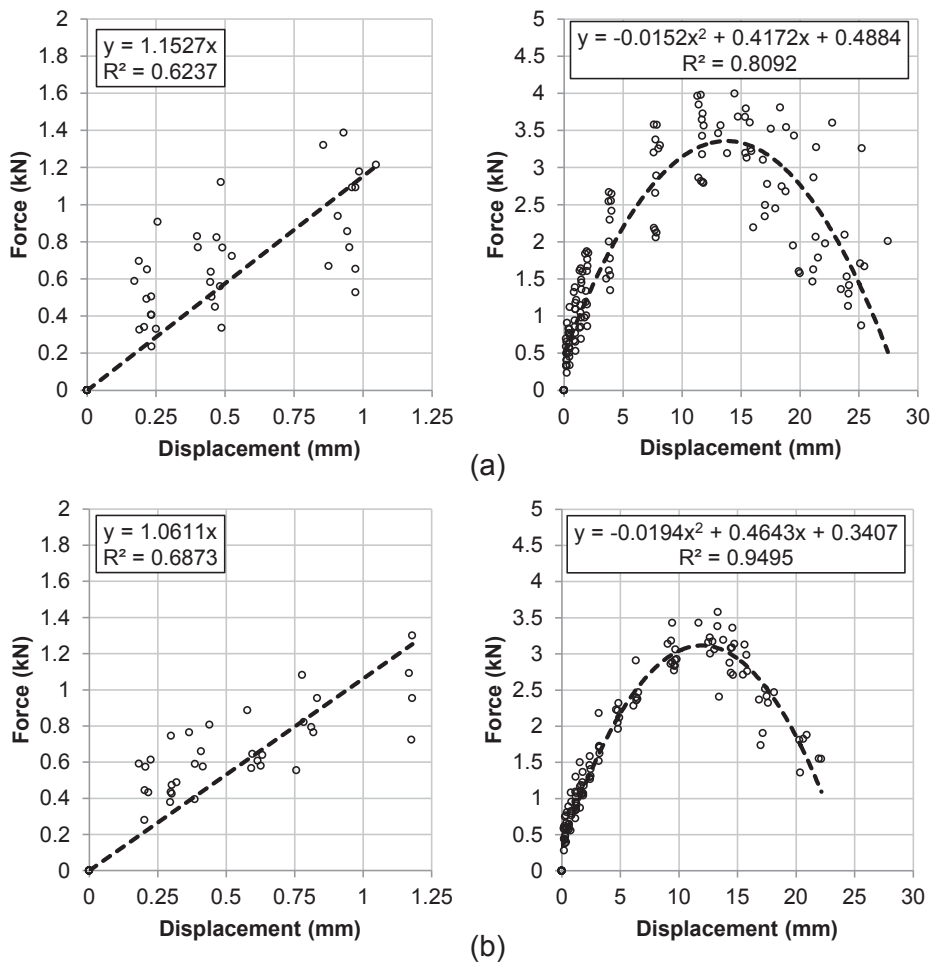 y = 1.1527x
R² = 0.6237
2
1.8
1.6
1.4
1.2
1
0.8
0.6
0.4
0.2
0
Force (kN)
0 0.25 0.5 0.75 1 1.25
Displacement (mm)
y = -0.0152x² + 0.4172x + 0.4884
R² = 0.8092
5
4.5
4
3.5
3
2.5
2
1.5
1
0.5
0
Force (kN)
0 5 10 15 20 25 30
Displacement (mm)
(a)
y = 1.0611x
R² = 0.6873
2
1.8
1.6
1.4
1.2
1
0.8
0.6
0.4
0.2
0
Force (kN)
0 0.25 0.5 0.75 1 1.25
Displacement (mm)
y = -0.0194x² + 0.4643x + 0.3407
R² = 0.9495
5
4.5
4
3.5
3
2.5
2
1.5
1
0.5
0
Force (kN)
0 5 10 15 20 25 30
Displacement (mm)
(b)